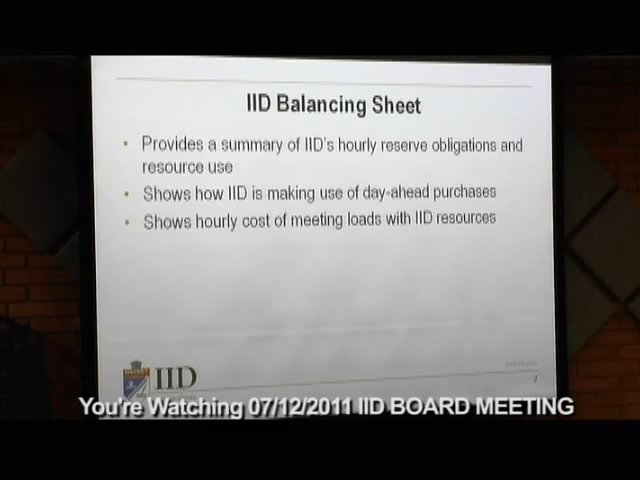 IID Balancing Sheet
• Provides a summary of IID's hourly reserve obligations and
resource use
• Shows how IID is making use of day-ahead purchases
• Shows hourly cost of meeting loads with IID resources
IID
You're Watching 07/12/2011 IID BOARD MEETING